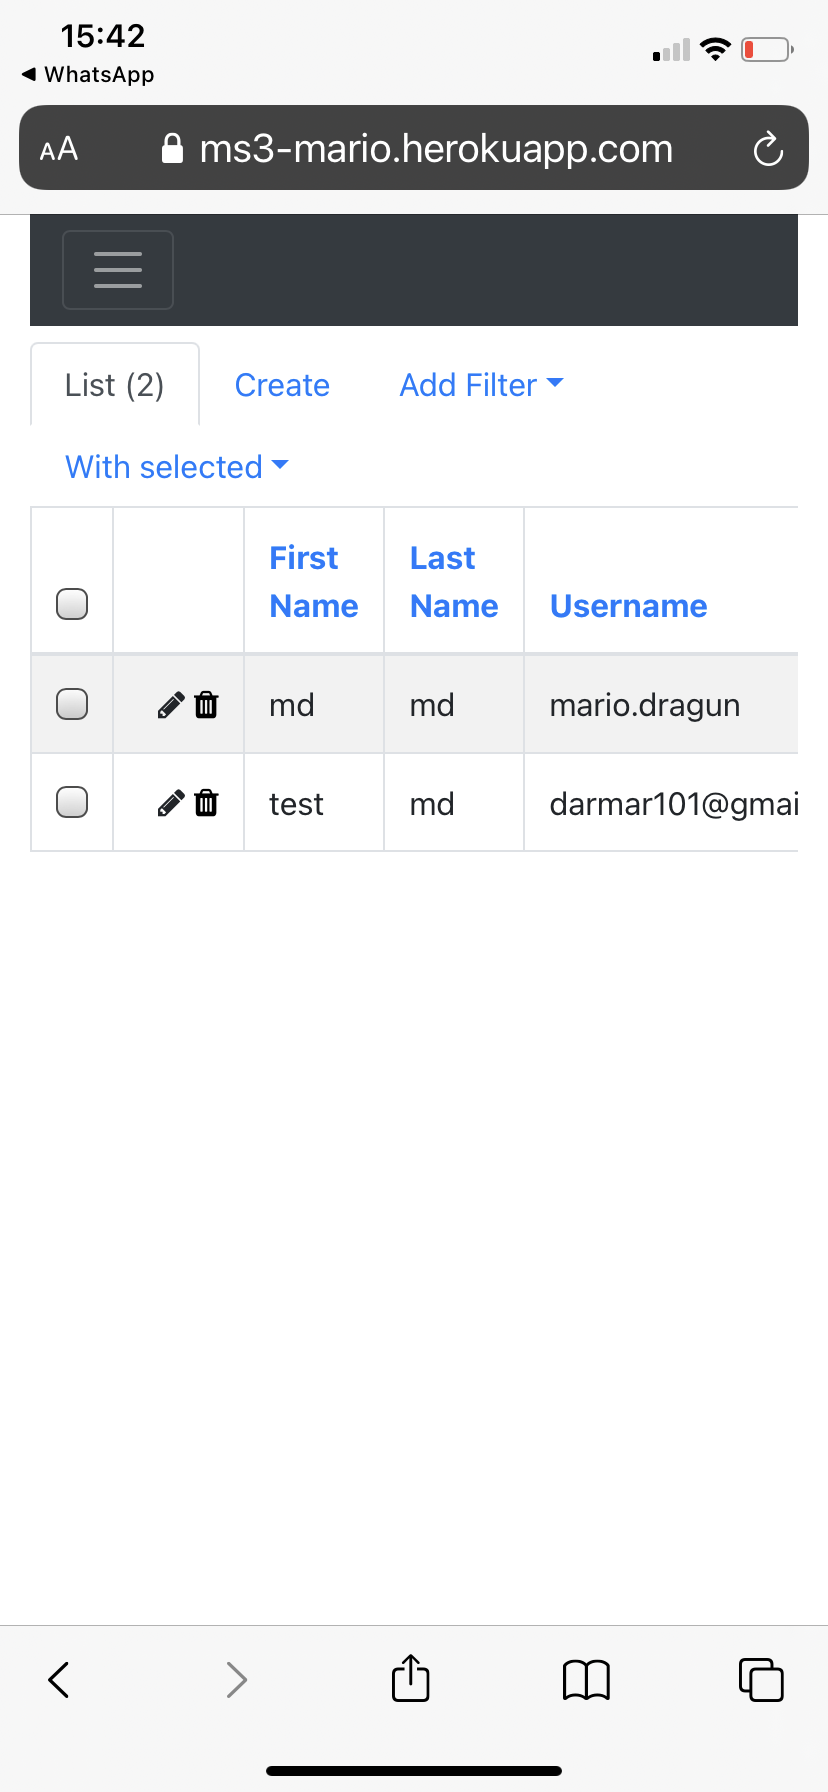 15:42
WhatsApp
AA ms3-mario.herokuapp.com
List (2) Create Add Filter
With selected
First Name Last Name Username
md md mario.dragun
test md darmar101@gmai